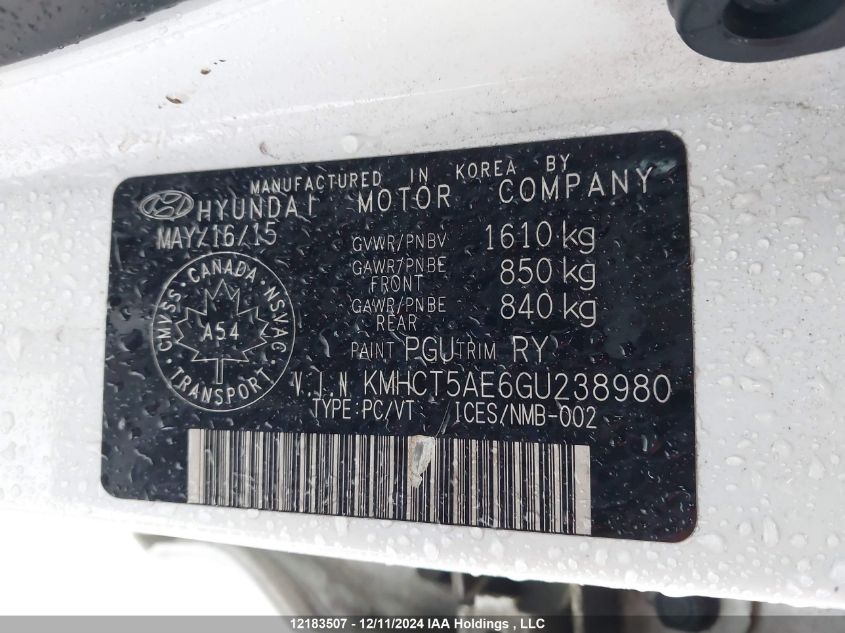 MANUFACTURED IN KOREA BY
HYUNDAI MOTOR COMPANY
MAY/16/15
GVWR/PNBV 1610 kg
GAWR/PNBE FRONT 850 kg
GAWR/PNBE REAR 840 kg
CANADA · NSVAC · TRANSPORT · CMVSS
A54
PAINT PGU TRIM RY
V.I.N KMHCT5AE6GU238980
TYPE:PC/VT ICES/NMB-002
12183507 - 12/11/2024 IAA Holdings , LLC